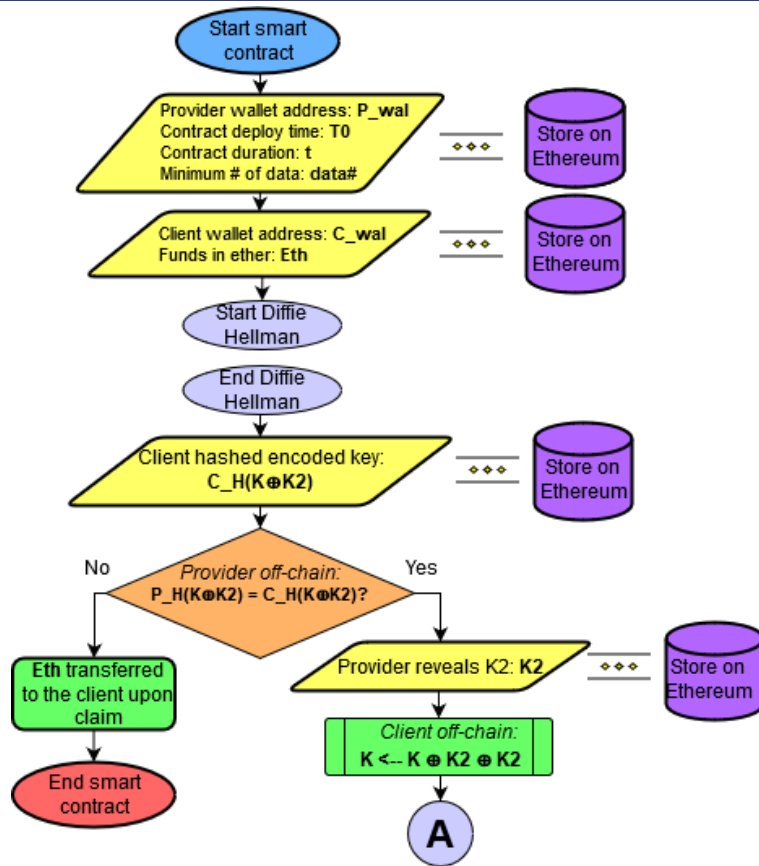 Start smart
contract
Provider wallet address: P_wal
Contract deploy time: T0
Contract duration: t
Minimum # of data: data#
Store on
Ethereum
Client wallet address: C_wal
Funds in ether: Eth
Store on
Ethereum
Start Diffie
Hellman
End Diffie
Hellman
Client hashed encoded key:
C_H(K⊕K2)
Store on
Ethereum
No
Provider off-chain:
P_H(K⊕K2) = C_H(K⊕K2)?
Yes
Eth transferred
to the client upon
claim
Provider reveals K2: K2
Store on
Ethereum
Client off-chain:
K <-- K ⊕ K2 ⊕ K2
End smart
contract
A